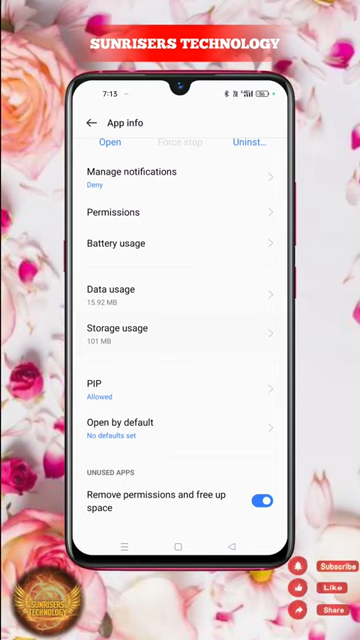 SUNRISERS TECHNOLOGY
7:13
App info
Open Force stop Uninst...
Manage notifications
Deny
Permissions
Battery usage
Data usage
15.92 MB
Storage usage
101 MB
PIP
Allowed
Open by default
No defaults set
UNUSED APPS
Remove permissions and free up
space
Subscribe
Like
Share
SUNRISERS
TECHNOLOGY